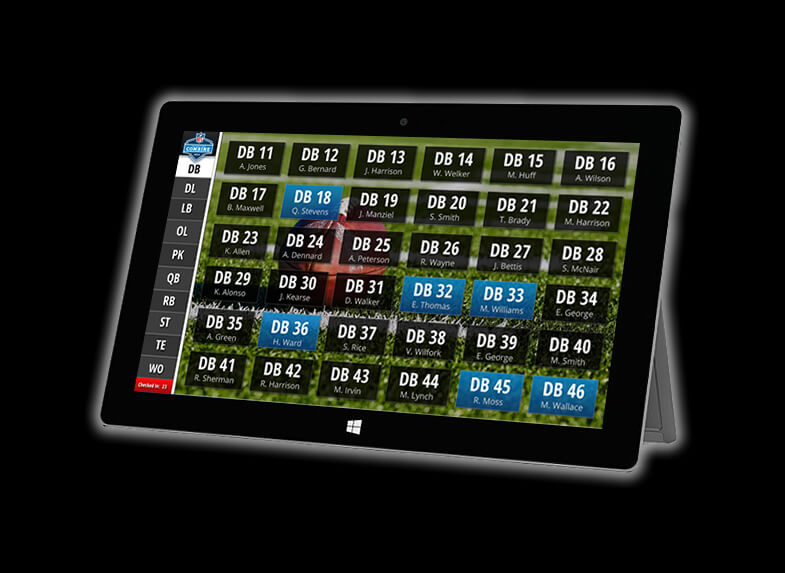 NFL
COMBINE
DB
DL
LB
OL
PK
QB
RB
ST
TE
WO
Checked In: 23
DB 11 DB 12 DB 13 DB 14 DB 15 DB 16
A. Jones G. Bernard J. Harrison W. Welker M. Huff A. Wilson
DB 17 DB 18 DB 19 DB 20 DB 21 DB 22
B. Maxwell Q. Stevens J. Manziel S. Smith T. Brady M. Harrison
DB 23 DB 24 DB 25 DB 26 DB 27 DB 28
K. Allen A. Dennard A. Peterson R. Wayne J. Bettis S. McNair
DB 29 DB 30 DB 31 DB 32 DB 33 DB 34
K. Alonso J. Kearse D. Walker E. Thomas M. Williams E. George
DB 35 DB 36 DB 37 DB 38 DB 39 DB 40
A. Green H. Ward S. Rice V. Wilfork E. George M. Smith
DB 41 DB 42 DB 43 DB 44 DB 45 DB 46
R. Sherman R. Harrison M. Irvin M. Lynch R. Moss M. Wallace